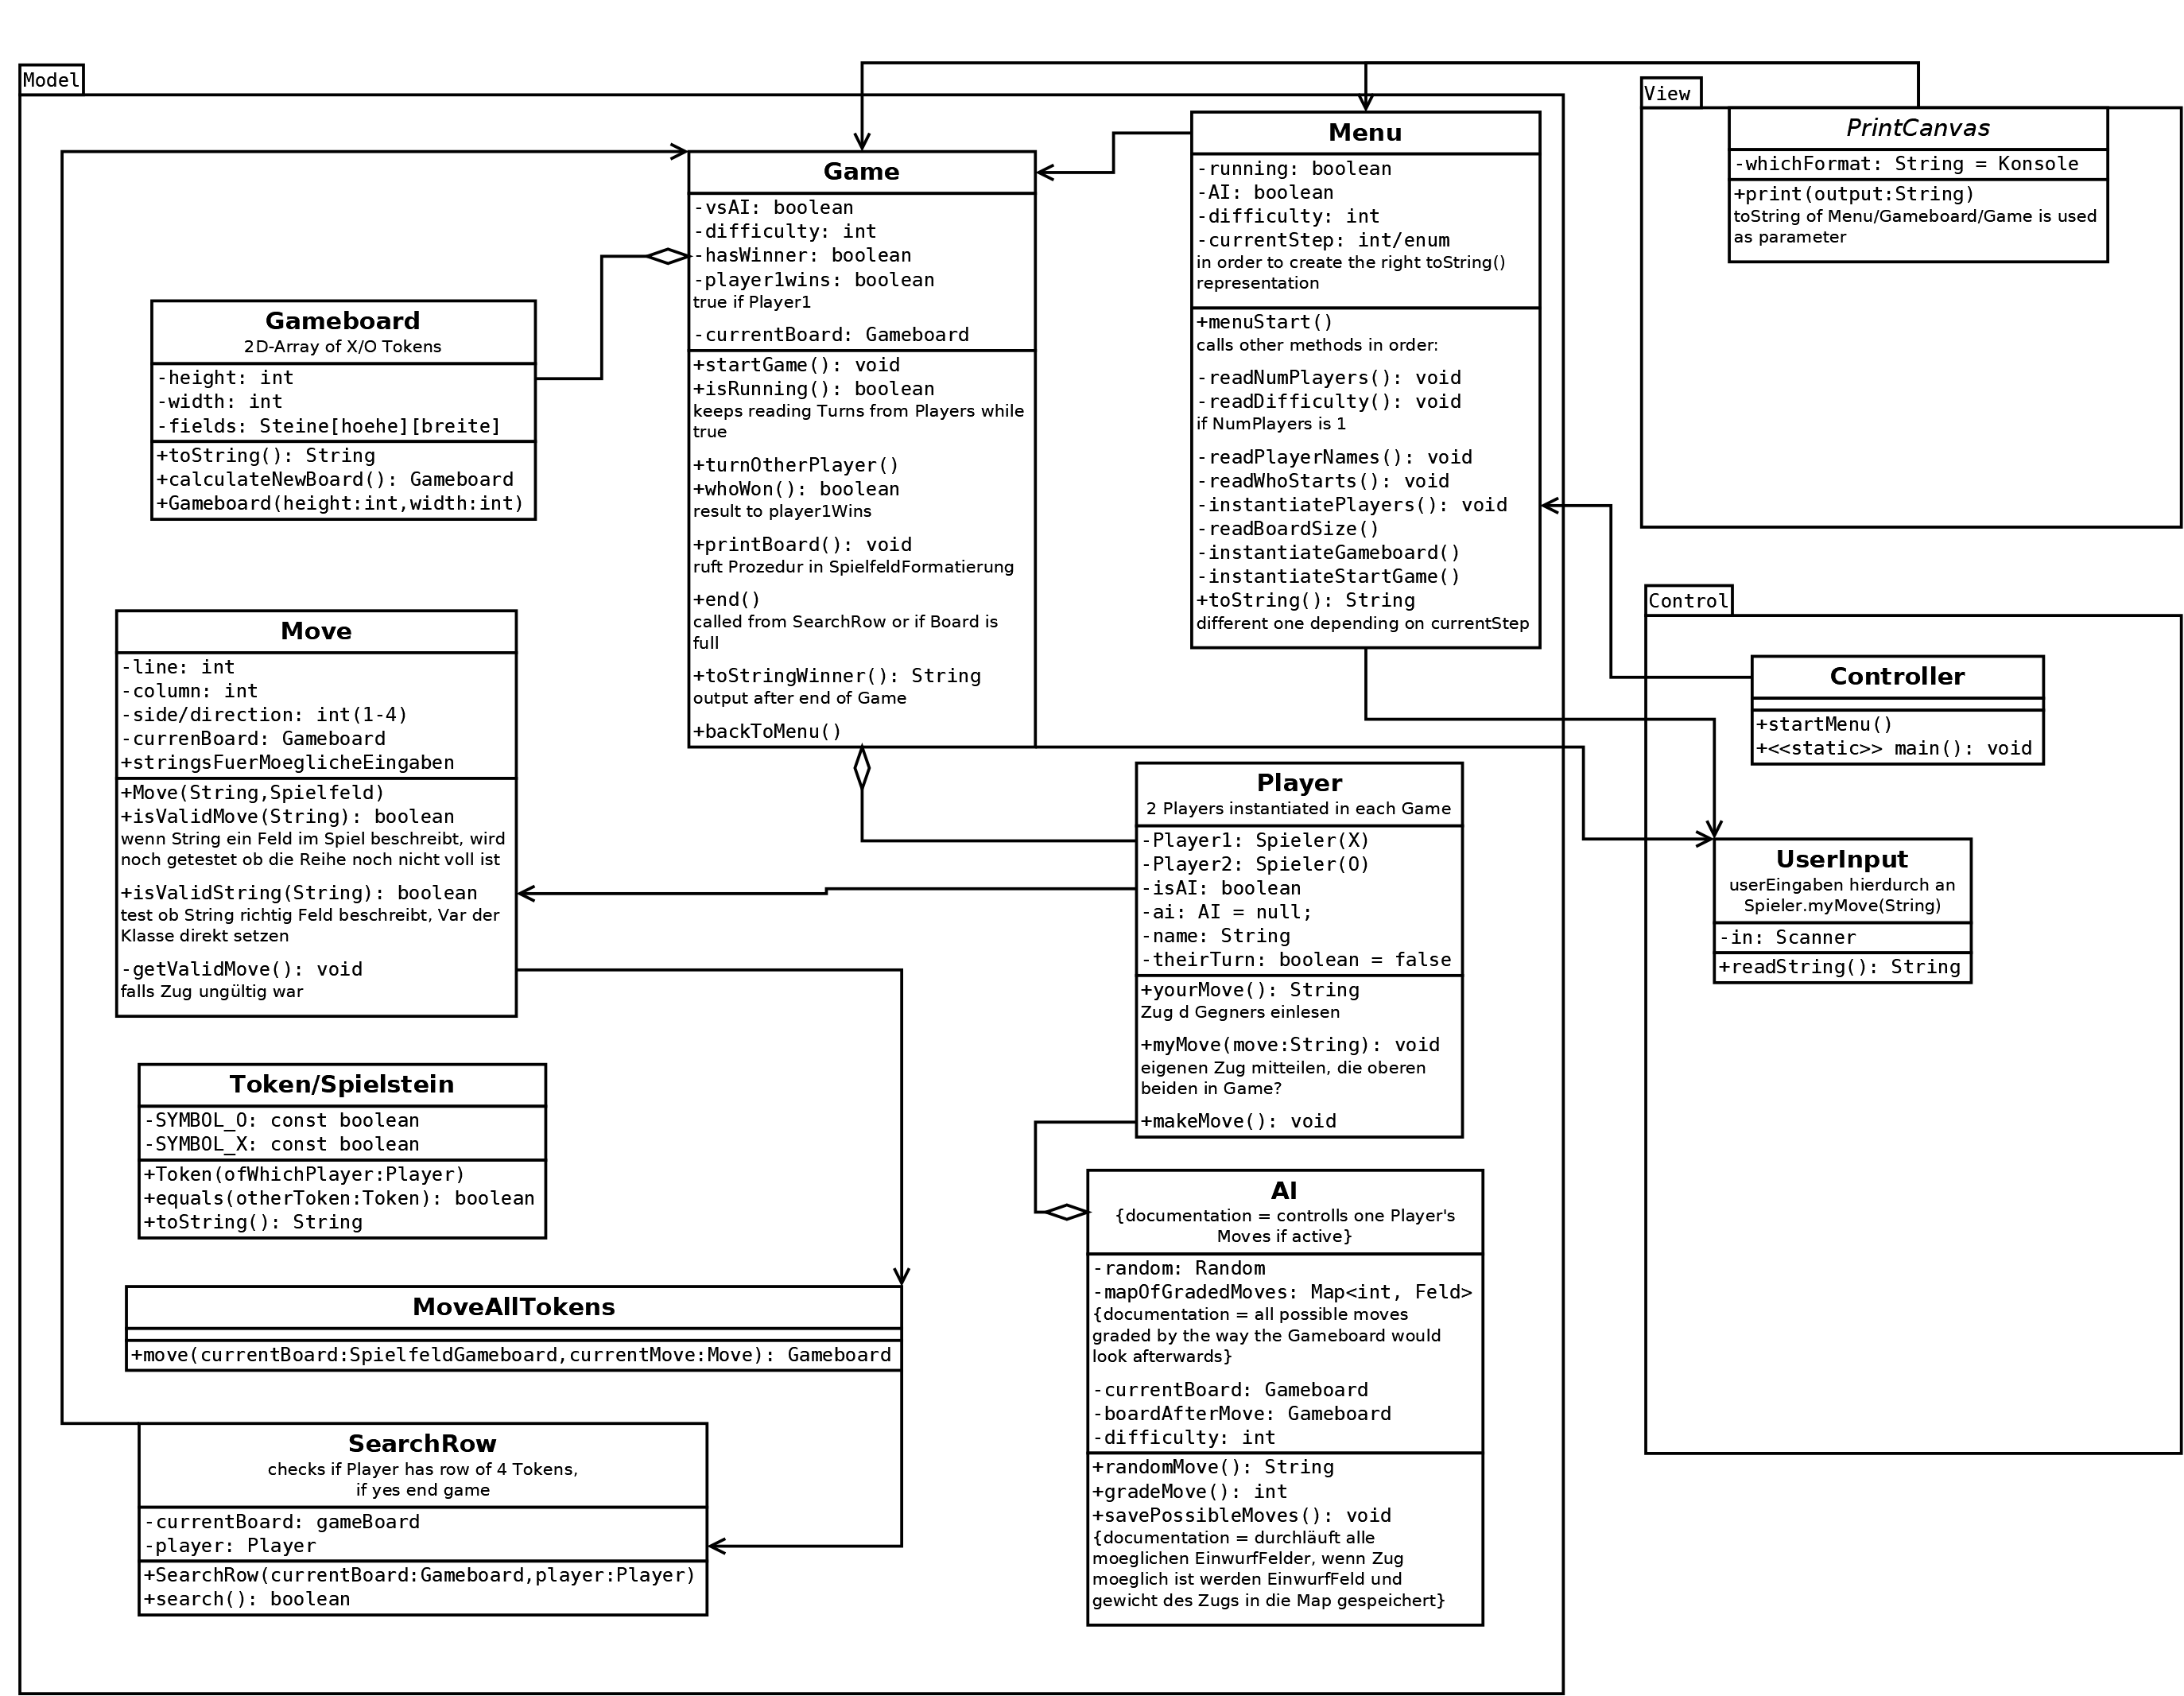 Model
Game
-vsAI: boolean
-difficulty: int
-hasWinner: boolean
-player1wins: boolean
true if Player1
-currentBoard: Gameboard
+startGame(): void
+isRunning(): boolean
keeps reading Turns from Players while
true
+turnOtherPlayer()
+whoWon(): boolean
result to player1Wins
+printBoard(): void
ruft Prozedur in SpielfeldFormatierung
+end()
called from SearchRow or if Board is
full
+toStringWinner(): String
output after end of Game
+backToMenu()
Menu
-running: boolean
-AI: boolean
-difficulty: int
-currentStep: int/enum
in order to create the right toString()
representation
+menuStart()
calls other methods in order:
-readNumPlayers(): void
-readDifficulty(): void
if NumPlayers is 1
-readPlayerNames(): void
-readWhoStarts(): void
-instantiatePlayers(): void
-readBoardSize()
-instantiateGameboard()
-instantiateStartGame()
+toString(): String
different one depending on currentStep
Gameboard
2D-Array of X/O Tokens
-height: int
-width: int
-fields: Steine[hoehe][breite]
+toString(): String
+calculateNewBoard(): Gameboard
+Gameboard(height:int,width:int)
Move
-line: int
-column: int
-side/direction: int(1-4)
-currenBoard: Gameboard
+stringsFuerMoeglicheEingaben
+Move(String,Spielfeld)
+isValidMove(String): boolean
wenn String ein Feld im Spiel beschreibt, wird
noch getestet ob die Reihe noch nicht voll ist
+isValidString(String): boolean
test ob String richtig Feld beschreibt, Var der
Klasse direkt setzen
-getValidMove(): void
falls Zug ungültig war
Player
2 Players instantiated in each Game
-Player1: Spieler(X)
-Player2: Spieler(O)
-isAI: boolean
-ai: AI = null;
-name: String
-theirTurn: boolean = false
+yourMove(): String
Zug d Gegners einlesen
+myMove(move:String): void
eigenen Zug mitteilen, die oberen
beiden in Game?
+makeMove(): void
Token/Spielstein
-SYMBOL_O: const boolean
-SYMBOL_X: const boolean
+Token(ofWhichPlayer:Player)
+equals(otherToken:Token): boolean
+toString(): String
MoveAllTokens
+move(currentBoard:SpielfeldGameboard,currentMove:Move): Gameboard
SearchRow
checks if Player has row of 4 Tokens,
if yes end game
-currentBoard: gameBoard
-player: Player
+SearchRow(currentBoard:Gameboard,player:Player)
+search(): boolean
AI
{documentation = controlls one Player's
Moves if active}
-random: Random
-mapOfGradedMoves: Map<int, Feld>
{documentation = all possible moves
graded by the way the Gameboard would
look afterwards}
-currentBoard: Gameboard
-boardAfterMove: Gameboard
-difficulty: int
+randomMove(): String
+gradeMove(): int
+savePossibleMoves(): void
{documentation = durchläuft alle
moeglichen EinwurfFelder, wenn Zug
moeglich ist werden EinwurfFeld und
gewicht des Zugs in die Map gespeichert}
View
PrintCanvas
-whichFormat: String = Konsole
+print(output:String)
toString of Menu/Gameboard/Game is used
as parameter
Control
Controller
+startMenu()
+<<static>> main(): void
UserInput
userEingaben hierdurch an
Spieler.myMove(String)
-in: Scanner
+readString(): String